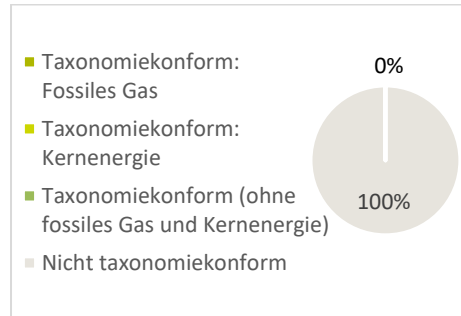 Taxonomiekonform:
Fossiles Gas
Taxonomiekonform:
Kernenergie
Taxonomiekonform (ohne
fossiles Gas und Kernenergie)
Nicht taxonomiekonform
0%
100%